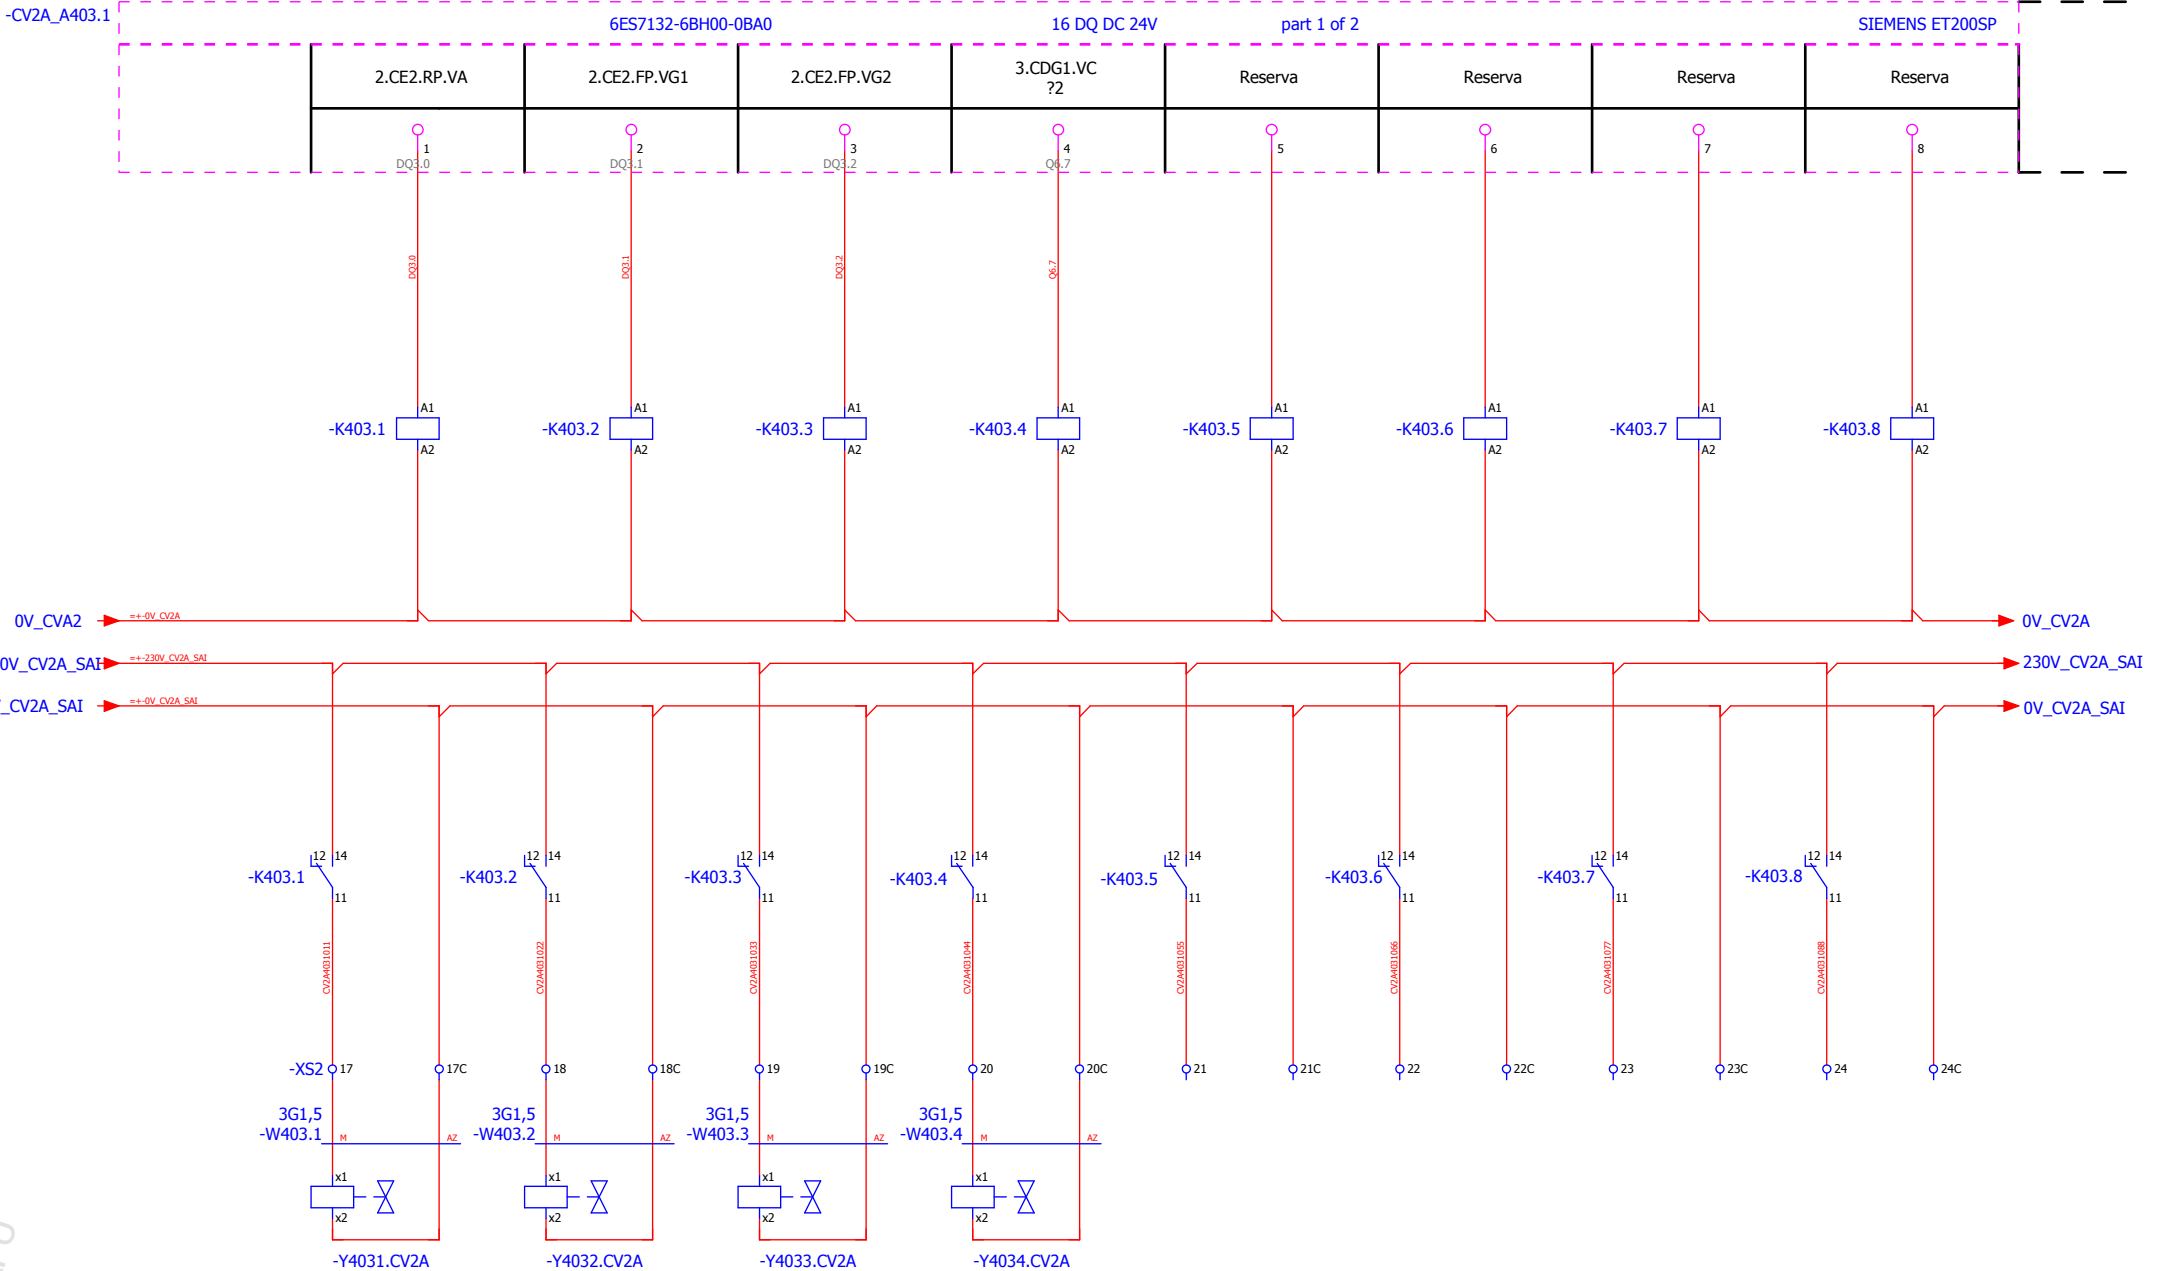 -CV2A_A403.1
6ES7132-6BH00-0BA0 16 DQ DC 24V part 1 of 2 SIEMENS ET200SP
2.CE2.RP.VA 2.CE2.FP.VG1 2.CE2.FP.VG2 3.CDG1.VC Reserva Reserva Reserva Reserva
?2
1 2 3 4 5 6 7 8
DQ3.0 DQ3.1 DQ3.2 Q6.7
DQ3.0 DQ3.1 DQ3.2 Q6.7
A1 A1 A1 A1 A1 A1 A1 A1
-K403.1 -K403.2 -K403.3 -K403.4 -K403.5 -K403.6 -K403.7 -K403.8
A2 A2 A2 A2 A2 A2 A2 A2
0V_CVA2 =+-0V_CV2A 0V_CV2A
0V_CV2A_SAI =+-230V_CV2A_SAI 230V_CV2A_SAI
_CV2A_SAI =+-0V_CV2A_SAI 0V_CV2A_SAI
12 14 12 14 12 14 12 14 12 14 12 14 12 14 12 14
-K403.1 -K403.2 -K403.3 -K403.4 -K403.5 -K403.6 -K403.7 -K403.8
11 11 11 11 11 11 11 11
CV2A4031011 CV2A4031022 CV2A4031033 CV2A4031044 CV2A4031055 CV2A4031066 CV2A4031077 CV2A4031088
-XS2 17 17C 18 18C 19 19C 20 20C 21 21C 22 22C 23 23C 24 24C
3G1,5 3G1,5 3G1,5 3G1,5
-W403.1 M AZ -W403.2 M AZ -W403.3 M AZ -W403.4 M AZ
x1 x1 x1 x1
x2 x2 x2 x2
-Y4031.CV2A -Y4032.CV2A -Y4033.CV2A -Y4034.CV2A